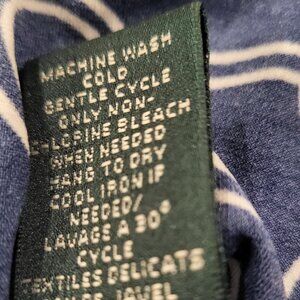 MACHINE WASH
COLD
GENTLE CYCLE
ONLY NON-
CHLORINE BLEACH
WHEN NEEDED
HANG TO DRY
COOL IRON IF
NEEDED/
LAVAGE A 30°
CYCLE
TEXTILES DELICATS
JAVEL